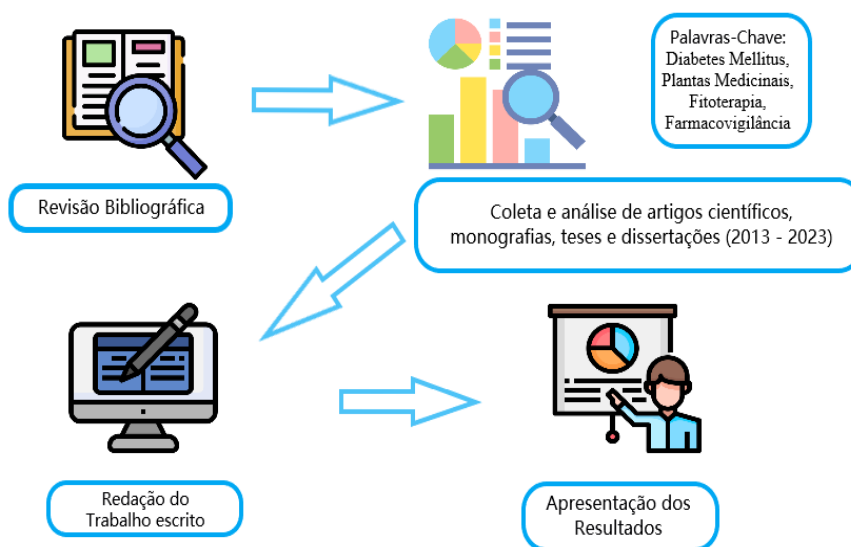 Palavras-Chave:
Diabetes Mellitus,
Plantas Medicinais,
Fitoterapia,
Farmacovigilância
Revisão Bibliográfica
Coleta e análise de artigos científicos,
monografias, teses e dissertações (2013 - 2023)
Redação do
Trabalho escrito
Apresentação dos
Resultados